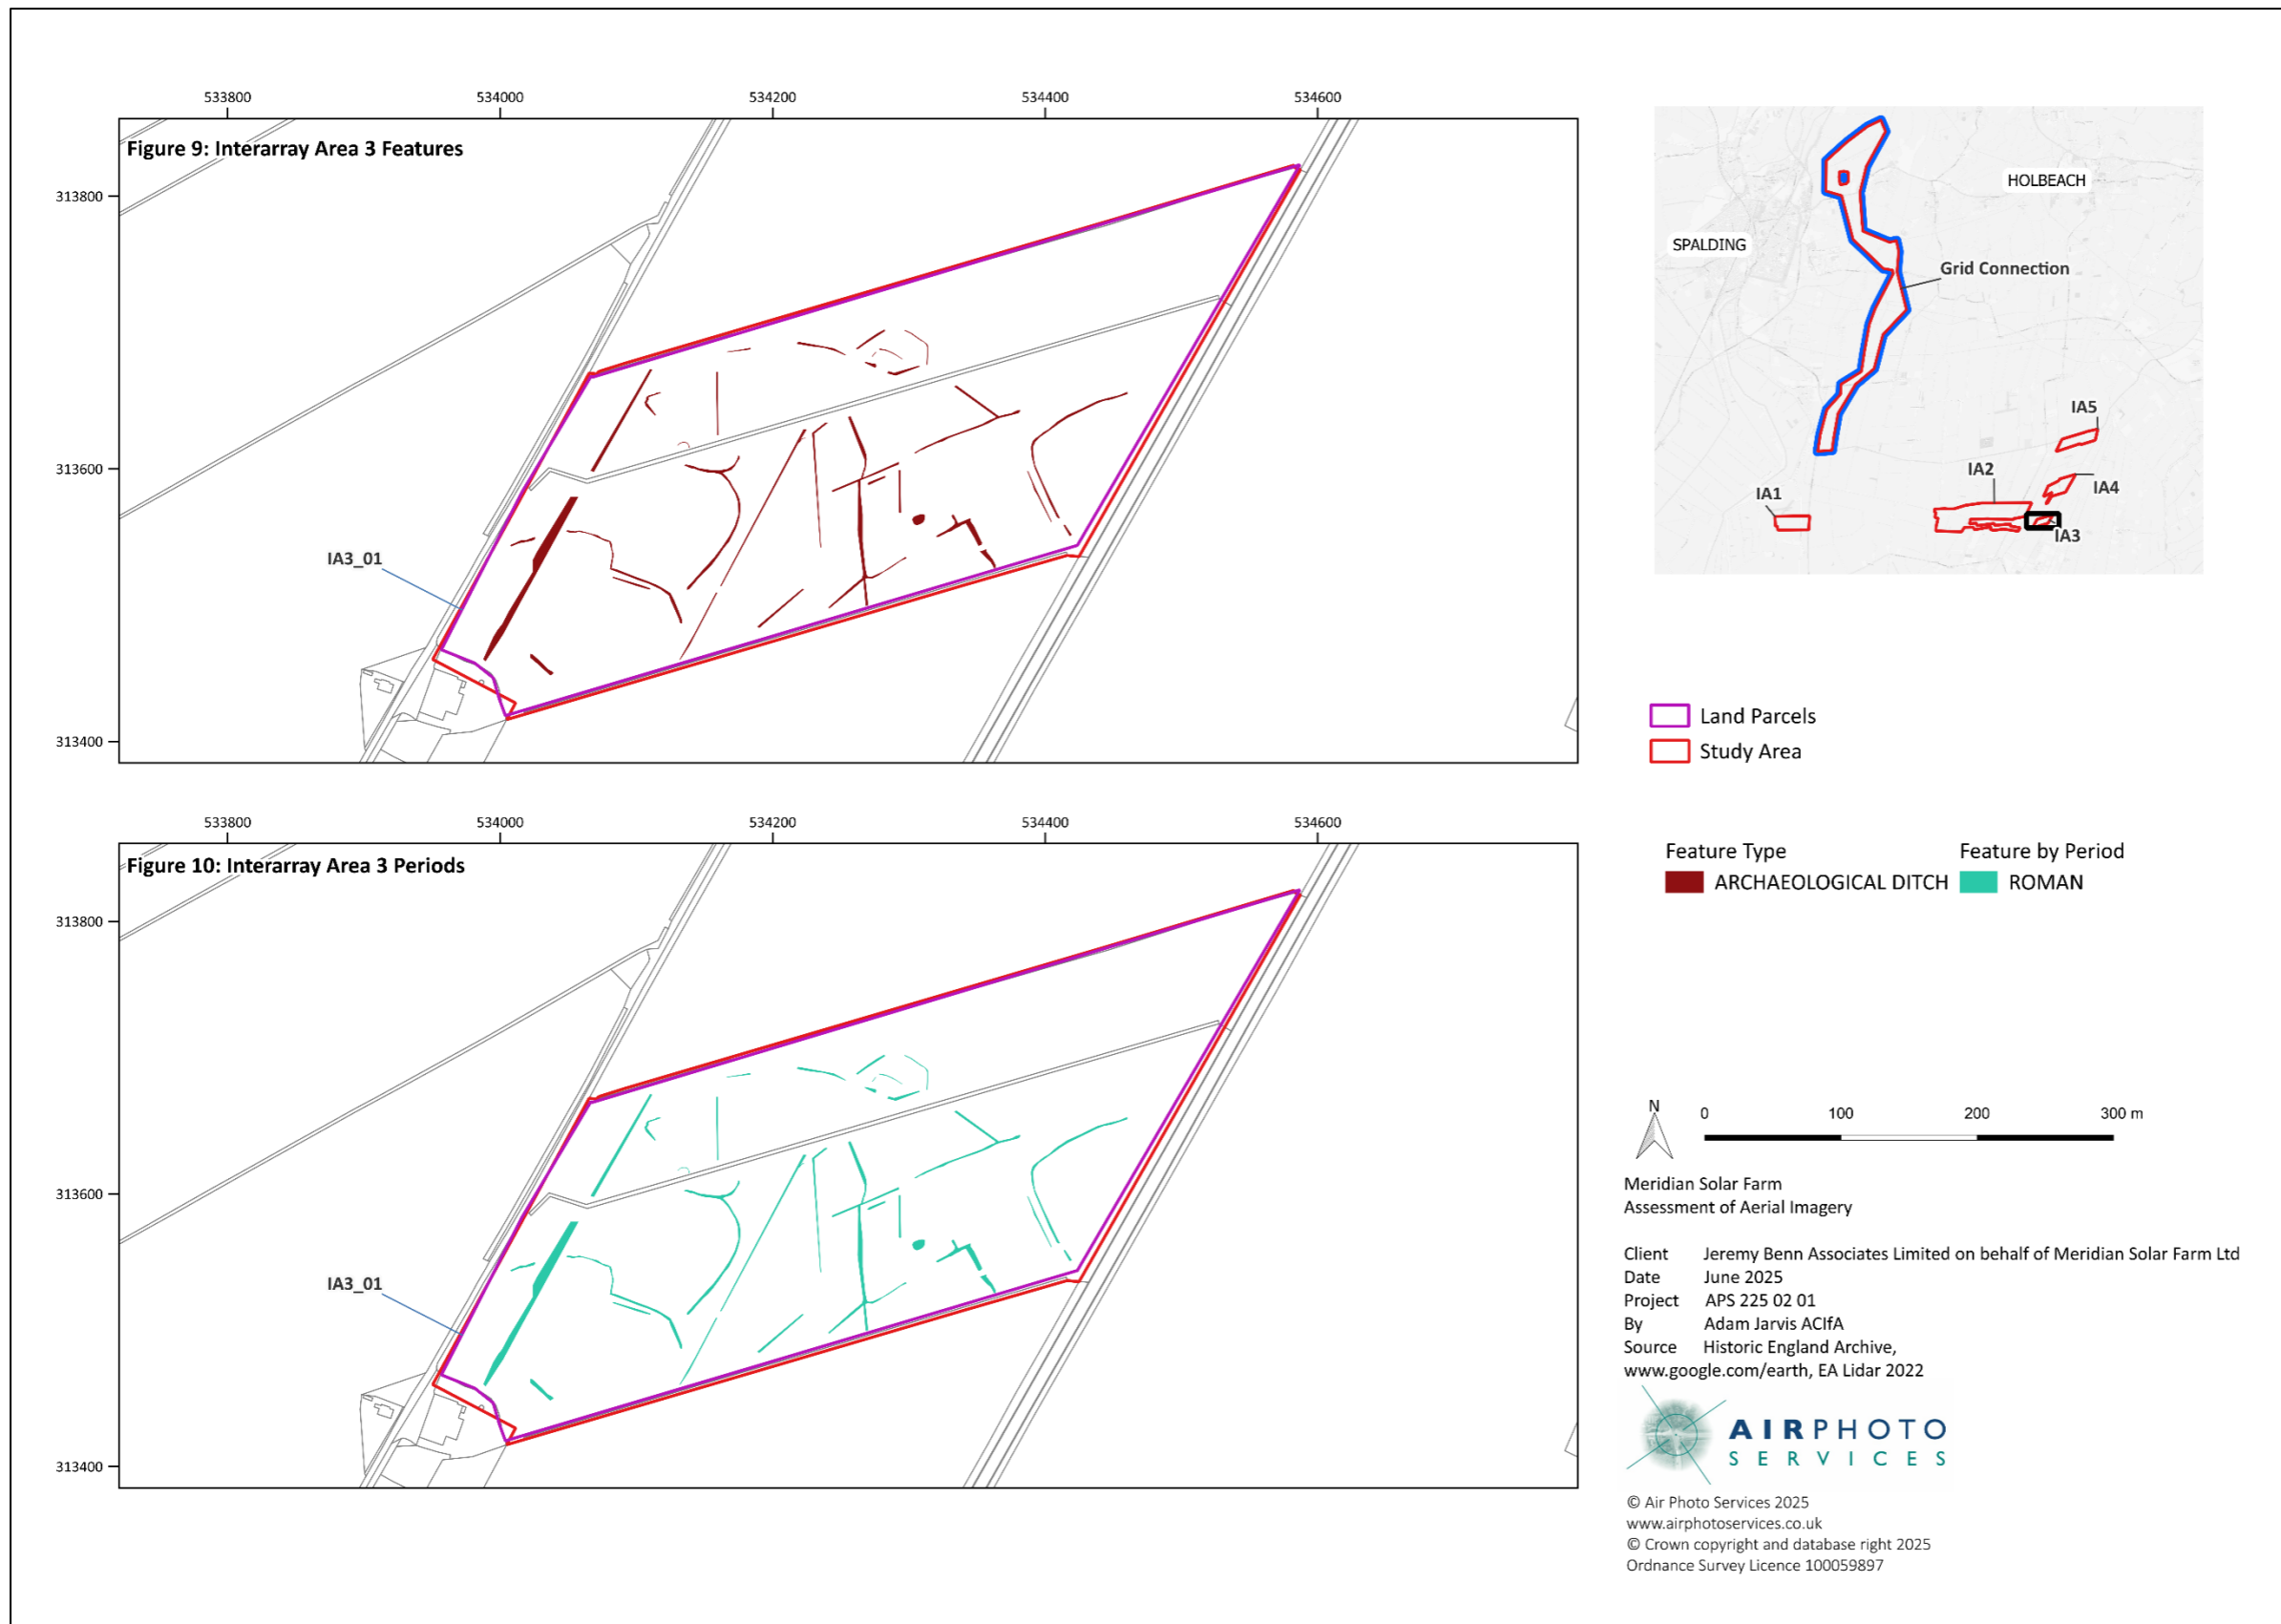 533800 534000 534200 534400 534600
Figure 9: Interarray Area 3 Features
313800
313600
IA3_01
313400
533800 534000 534200 534400 534600
Figure 10: Interarray Area 3 Periods
313800
313600
IA3_01
313400
HOLBEACH
SPALDING
Grid Connection
IA5
IA2
IA4
IA1
IA3
Land Parcels
Study Area
Feature Type
ARCHAEOLOGICAL DITCH
Feature by Period
ROMAN
N
0 100 200 300 m
Meridian Solar Farm
Assessment of Aerial Imagery
Client Jeremy Benn Associates Limited on behalf of Meridian Solar Farm Ltd
Date June 2025
Project APS 225 02 01
By Adam Jarvis ACIfA
Source Historic England Archive,
www.google.com/earth, EA Lidar 2022
AIRPHOTO
SERVICES
© Air Photo Services 2025
www.airphotoservices.co.uk
© Crown copyright and database right 2025
Ordnance Survey Licence 100059897